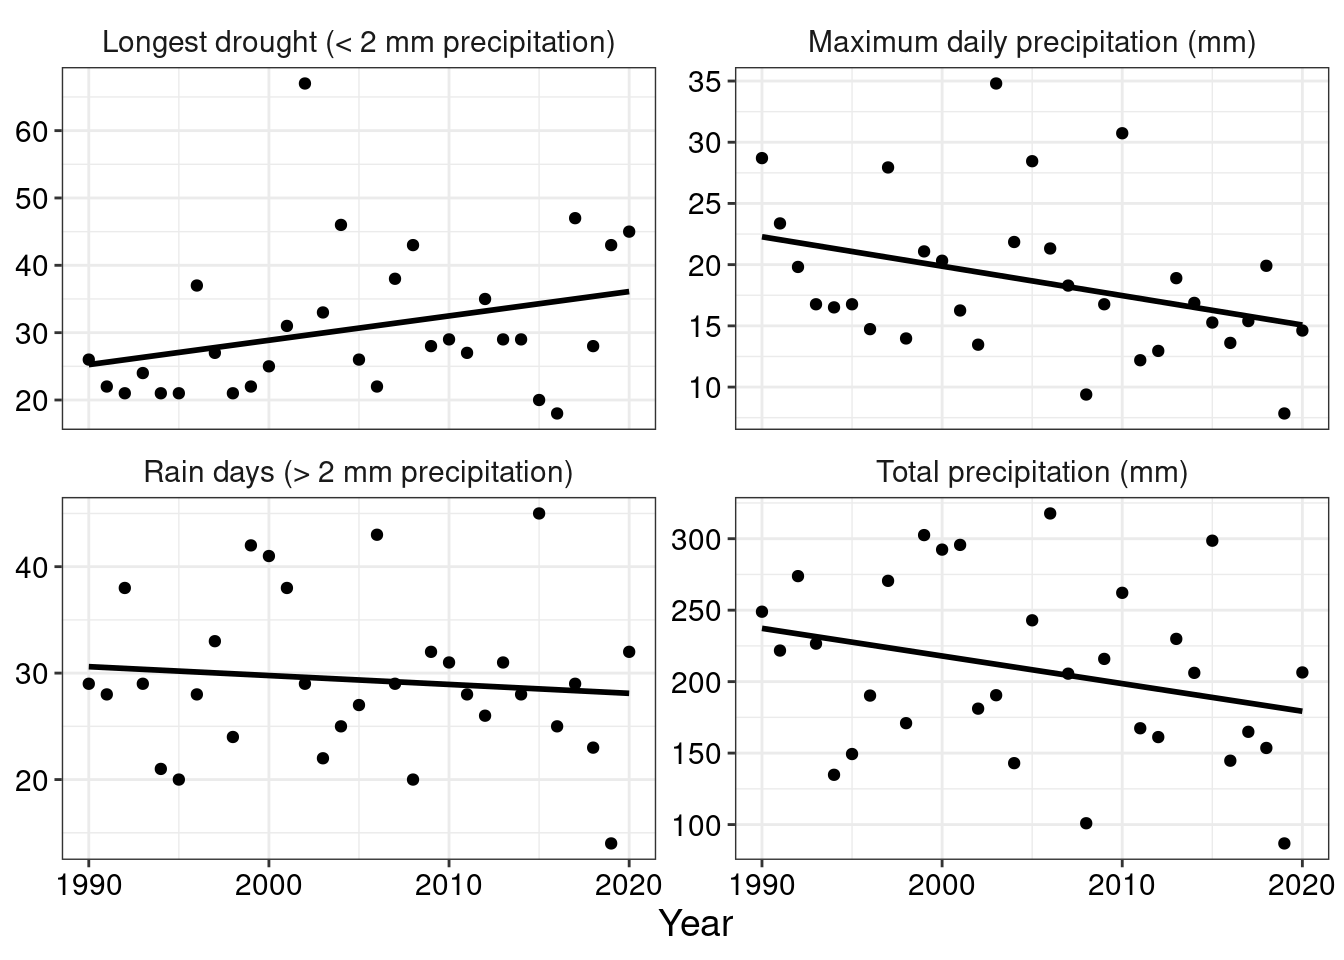 Longest drought (< 2 mm precipitation)
Maximum daily precipitation (mm)
60
50
40
30
20
35
30
25
20
15
10
Rain days (> 2 mm precipitation)
Total precipitation (mm)
40
30
20
300
250
200
150
100
1990 2000 2010 2020
1990 2000 2010 2020
Year